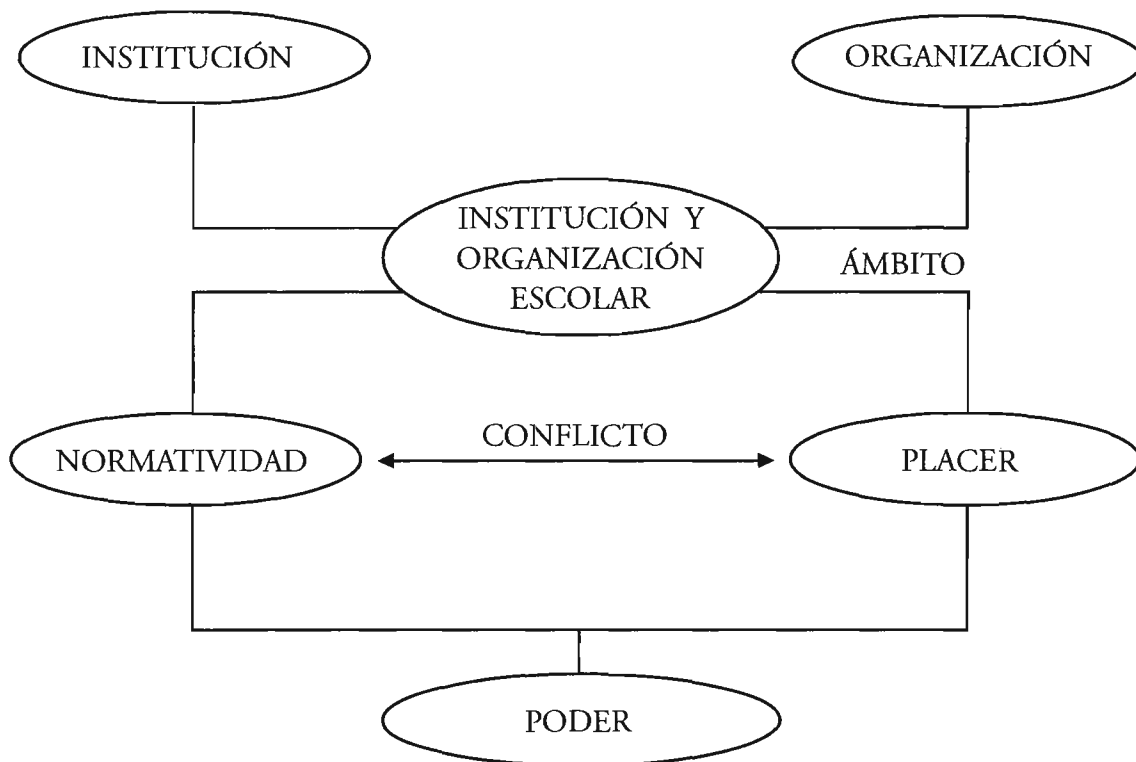 INSTITUCIÓN
ORGANIZACIÓN
INSTITUCIÓN Y
ORGANIZACIÓN
ESCOLAR
ÁMBITO
NORMATIVIDAD
CONFLICTO
PLACER
PODER